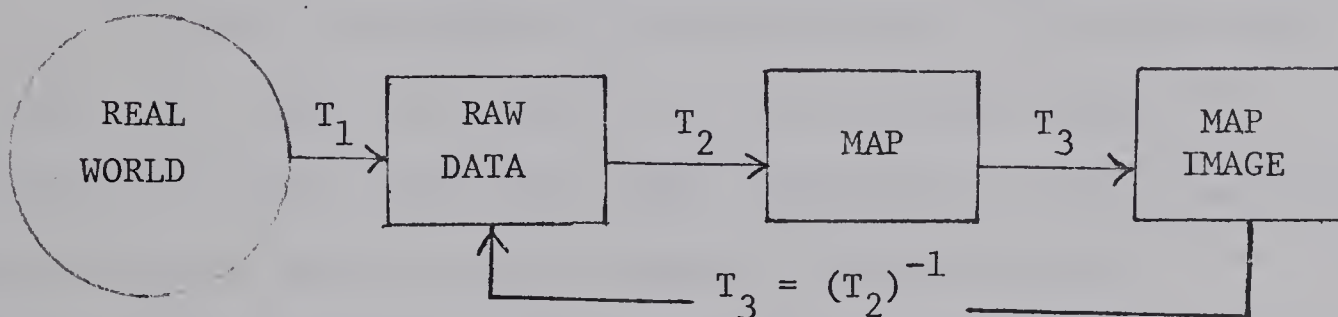 REAL
WORLD
T₁
RAW
DATA
T₂
MAP
T₃
MAP
IMAGE
T₃ = (T₂)⁻¹